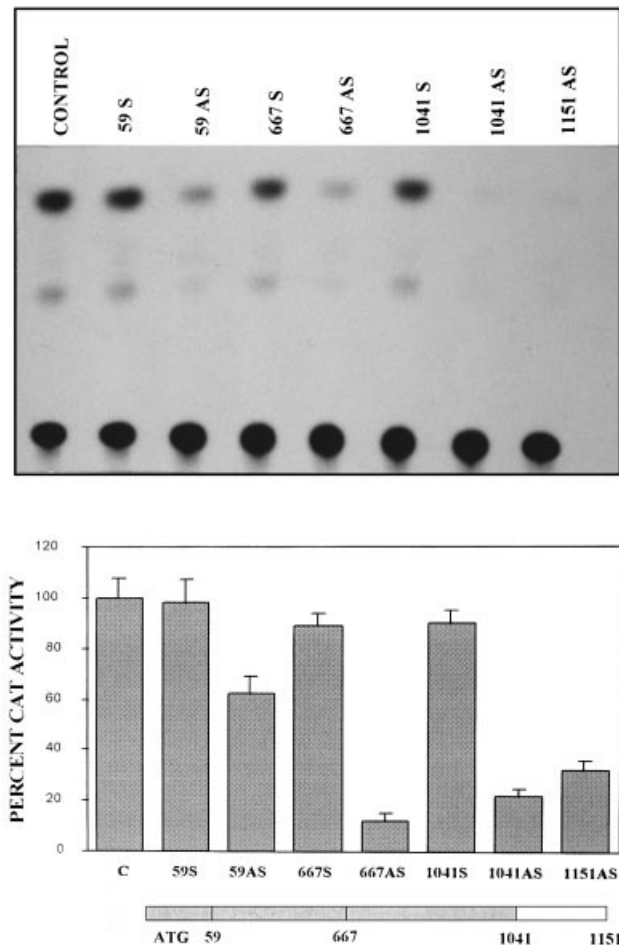 CONTROL 59 S 59 AS 667 S 667 AS 1041 S 1041 AS 1151 AS
PERCENT CAT ACTIVITY
120
100
80
60
40
20
0
C 59S 59AS 667S 667AS 1041S 1041AS 1151AS
ATG 59 667 1041 1151